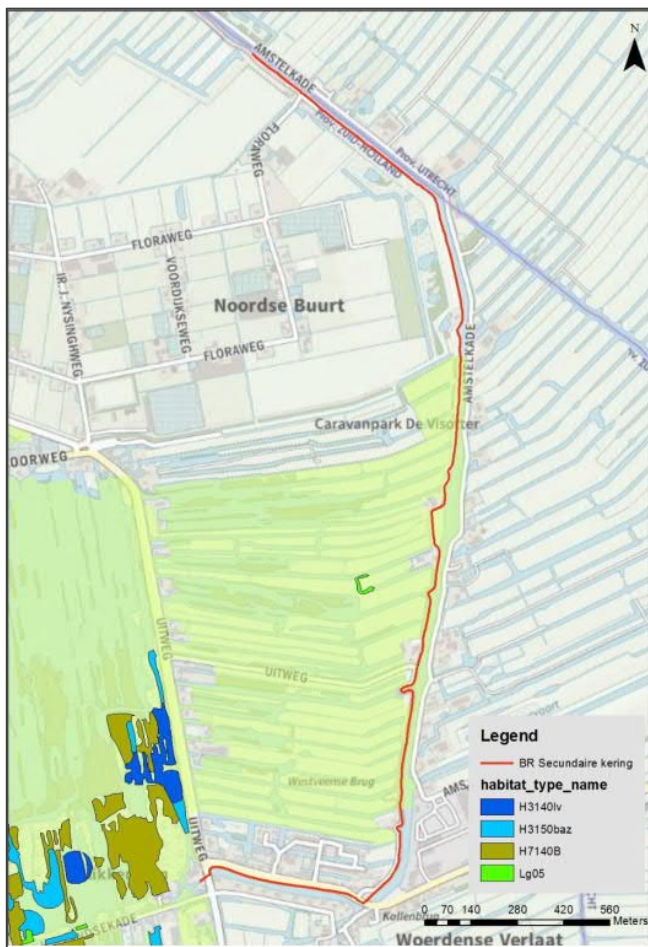 N
AMSTELKADE
Prov. ZUID-HOLLAND
Prov. UTRECHT
FLORAWEG
FLORAWEG
VOORDIJKSEWEG
IR. J. NYSINGHWEG
Noordse Buurt
FLORAWEG
AMSTELKADE
Caravanpark De Visotter
OORWEG
UITWEG
UITWEG
Westveense Brug
UITWEG
Kollenbrug
Woerdense Verlaat
Legend
BR Secundaire kering
habitat_type_name
H3140lv
H3150baz
H7140B
Lg05
0 70 140 280 420 560
Meters